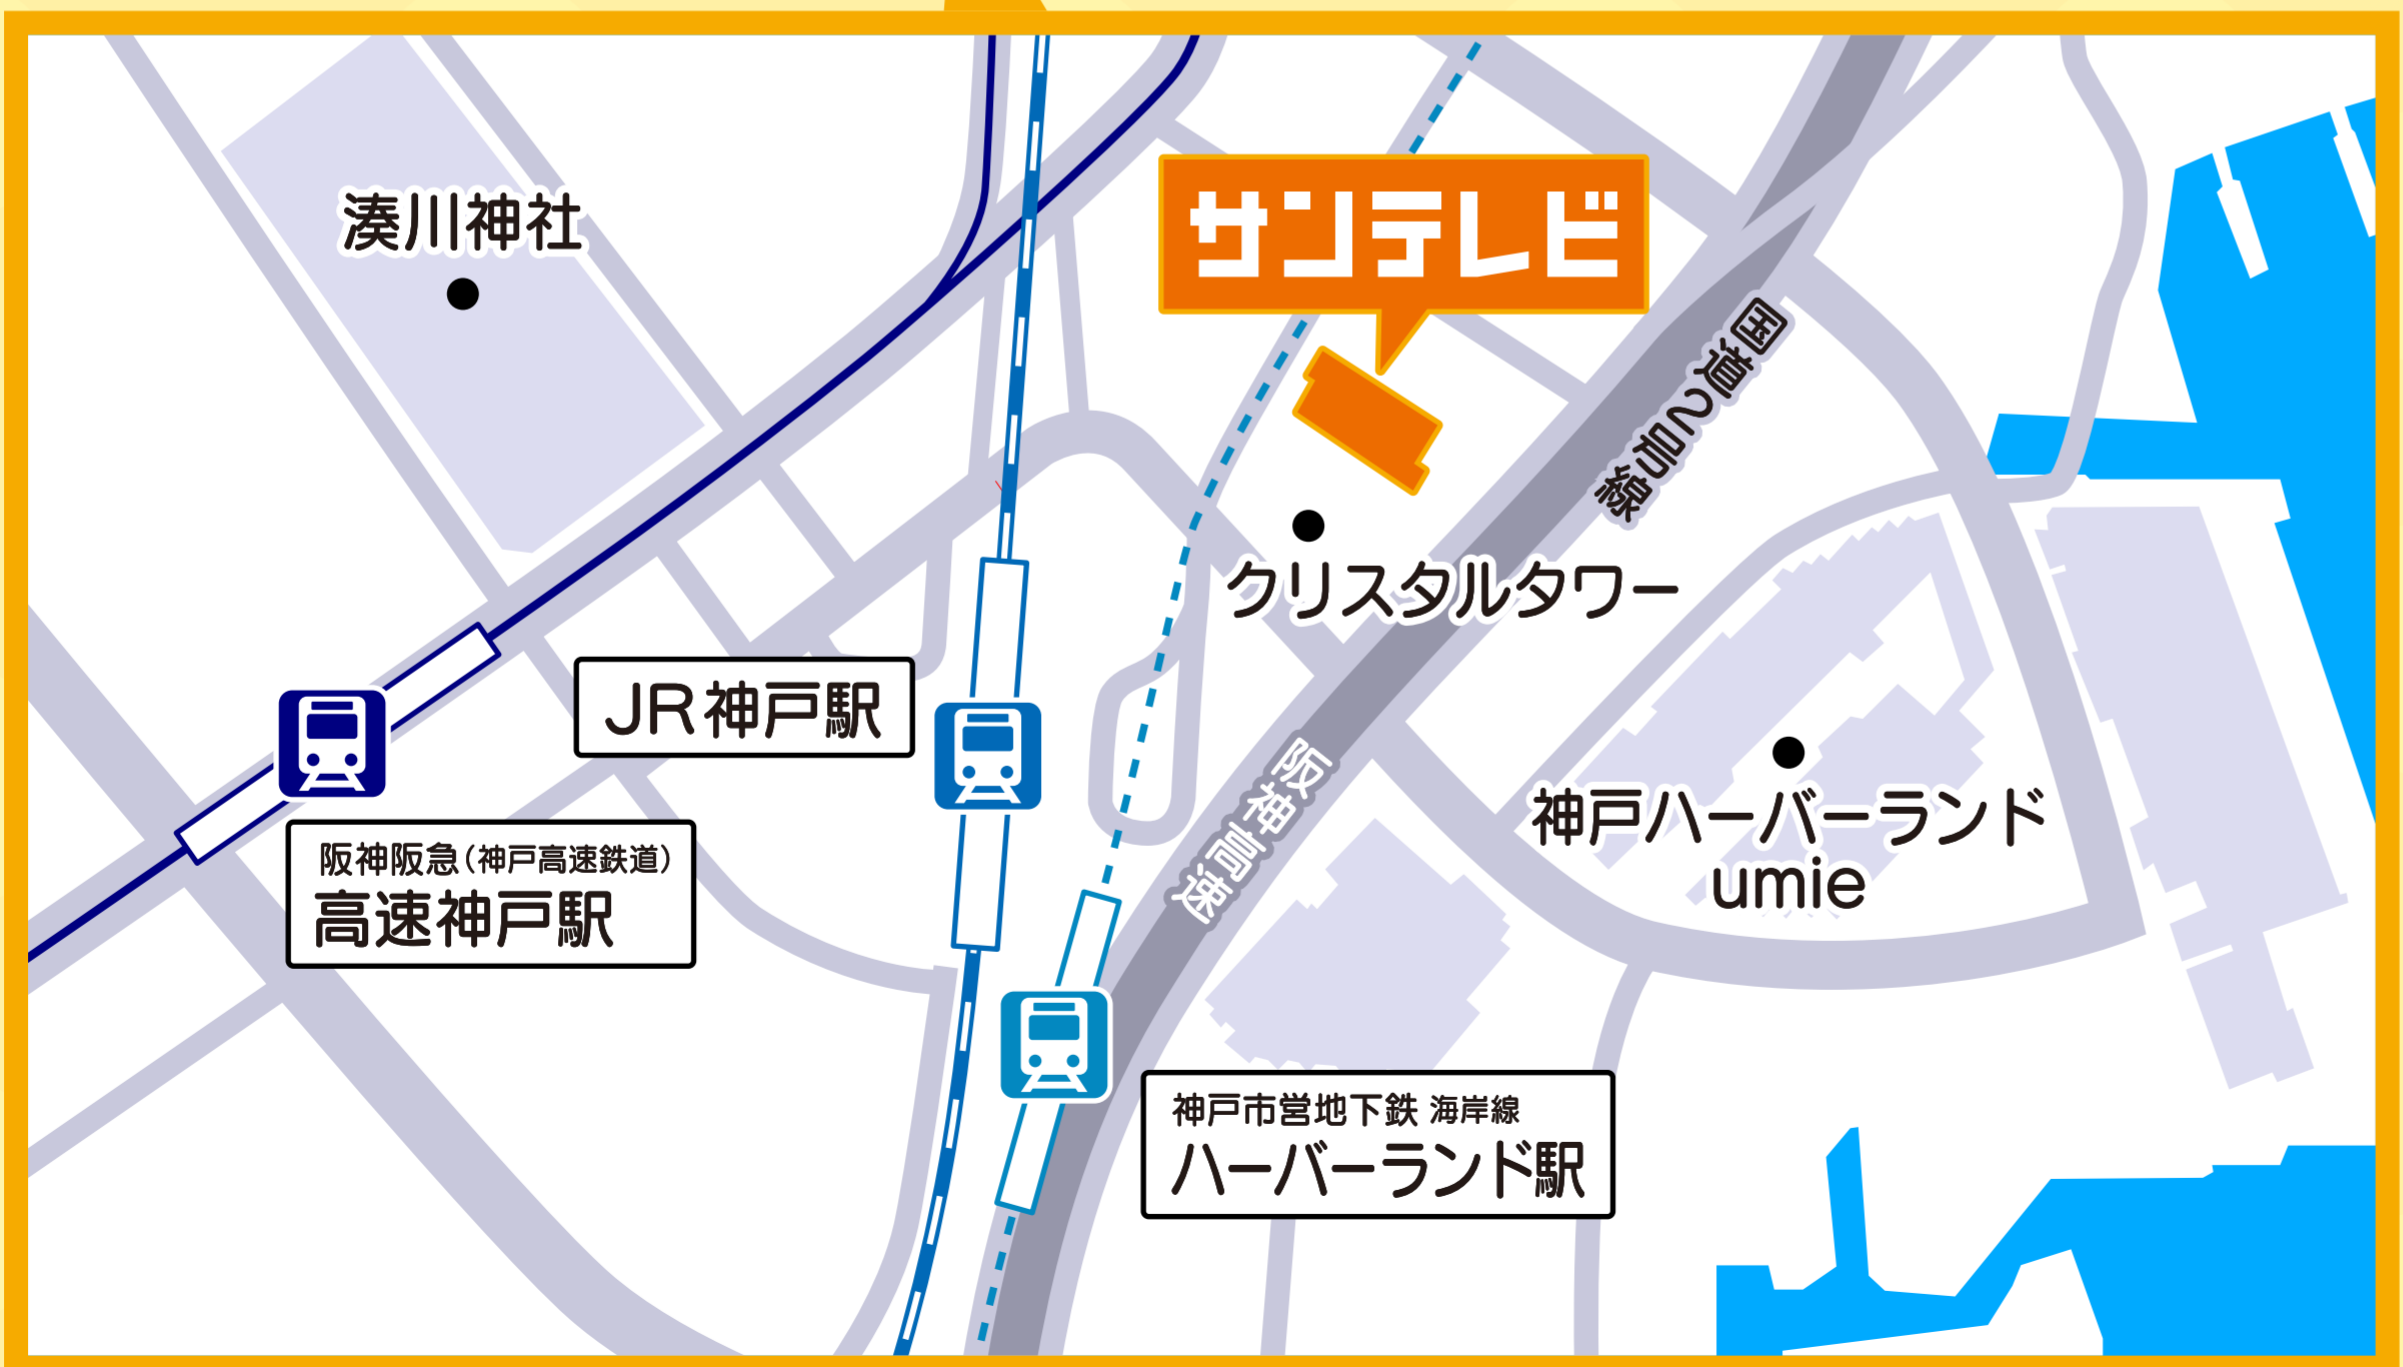 湊川神社
サンテレビ
国道2号線
クリスタルタワー
JR神戸駅
阪神高速
神戸ハーバーランド
umie
阪神阪急(神戸高速鉄道)
高速神戸駅
神戸市営地下鉄 海岸線
ハーバーランド駅